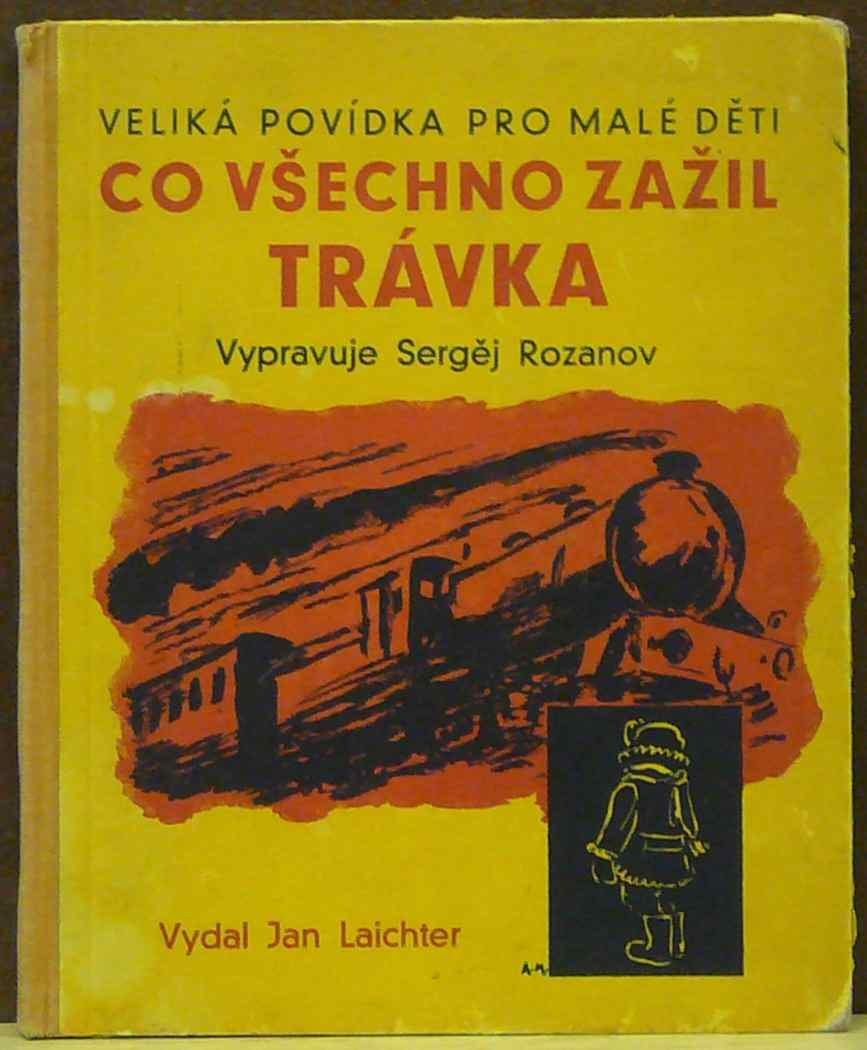 VELIKÁ POVÍDKA PRO MALÉ DĚTI
CO VŠECHNO ZAŽIL
TRÁVKA
Vypravuje Sergěj Rozanov
Vydal Jan Laichter
A.M.